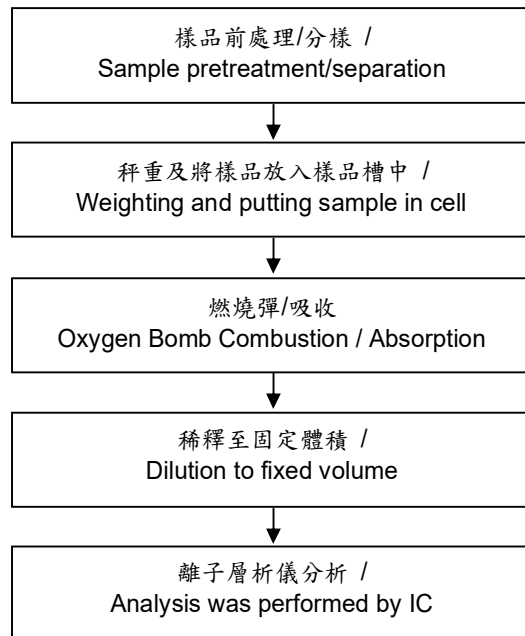 樣品前處理/分樣 /
Sample pretreatment/separation
秤重及將樣品放入樣品槽中 /
Weighting and putting sample in cell
燃燒彈/吸收
Oxygen Bomb Combustion / Absorption
稀釋至固定體積 /
Dilution to fixed volume
離子層析儀分析 /
Analysis was performed by IC